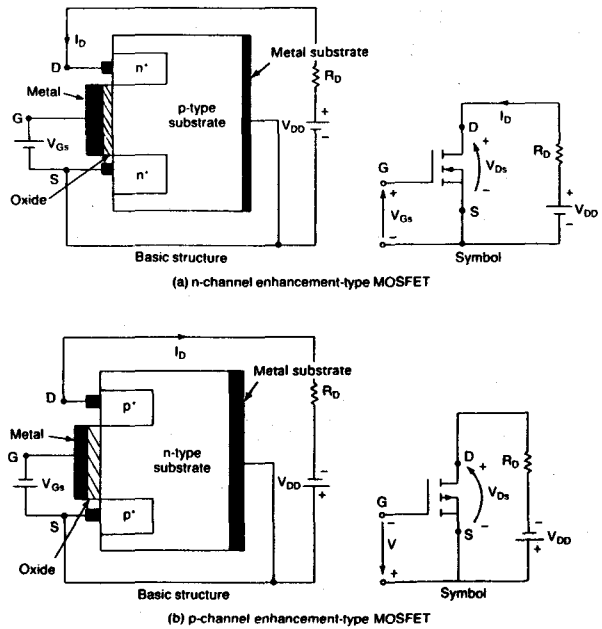 I_D
D
n⁺
Metal substrate
R_D
Metal
p-type substrate
G
V_Gs
V_DD
+
−
S
n⁺
Oxide
Basic structure
I_D
D
+
R_D
V_Ds
G
+
−
S
V_Gs
−
+
V_DD
−
Symbol
(a) n-channel enhancement-type MOSFET
I_D
D
p⁺
Metal substrate
R_D
Metal
n-type substrate
G
V_Gs
V_DD
−
+
S
p⁺
Oxide
Basic structure
D
+
R_D
V_Ds
G
−
−
S
V
+
−
V_DD
+
Symbol
(b) p-channel enhancement-type MOSFET